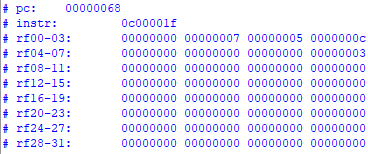 # pc:    00000068
# instr:        0c00001f
# rf00-03:      00000000 00000007 00000005 0000000c
# rf04-07:      00000000 00000000 00000000 00000003
# rf08-11:      00000000 00000000 00000000 00000000
# rf12-15:      00000000 00000000 00000000 00000000
# rf16-19:      00000000 00000000 00000000 00000000
# rf20-23:      00000000 00000000 00000000 00000000
# rf24-27:      00000000 00000000 00000000 00000000
# rf28-31:      00000000 00000000 00000000 00000000